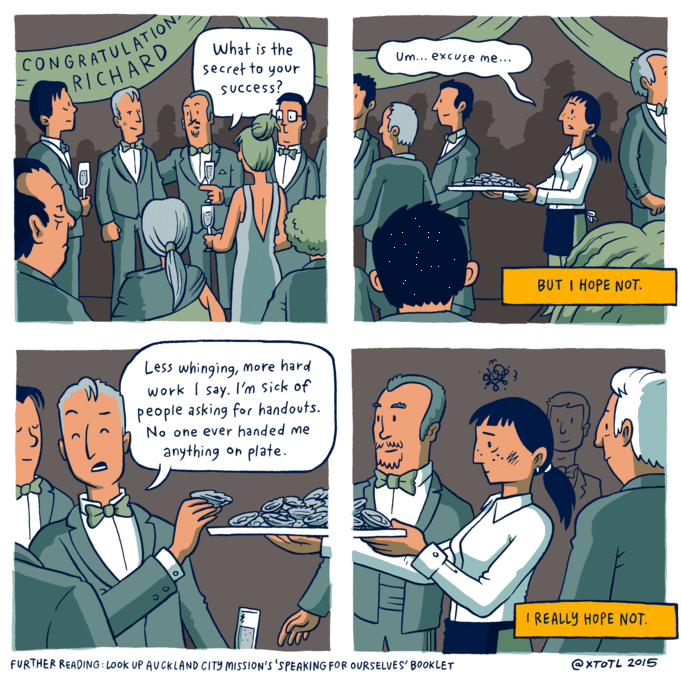 CONGRATULATION
RICHARD
What is the
secret to your
success?
Um... excuse me...
BUT I HOPE NOT.
Less whinging, more hard
work I say. I'm sick of
people asking for handouts.
No one ever handed me
anything on plate.
I REALLY HOPE NOT.
FURTHER READING: LOOK UP AUCKLAND CITY MISSION'S 'SPEAKING FOR OURSELVES' BOOKLET
@XTOTL 2015